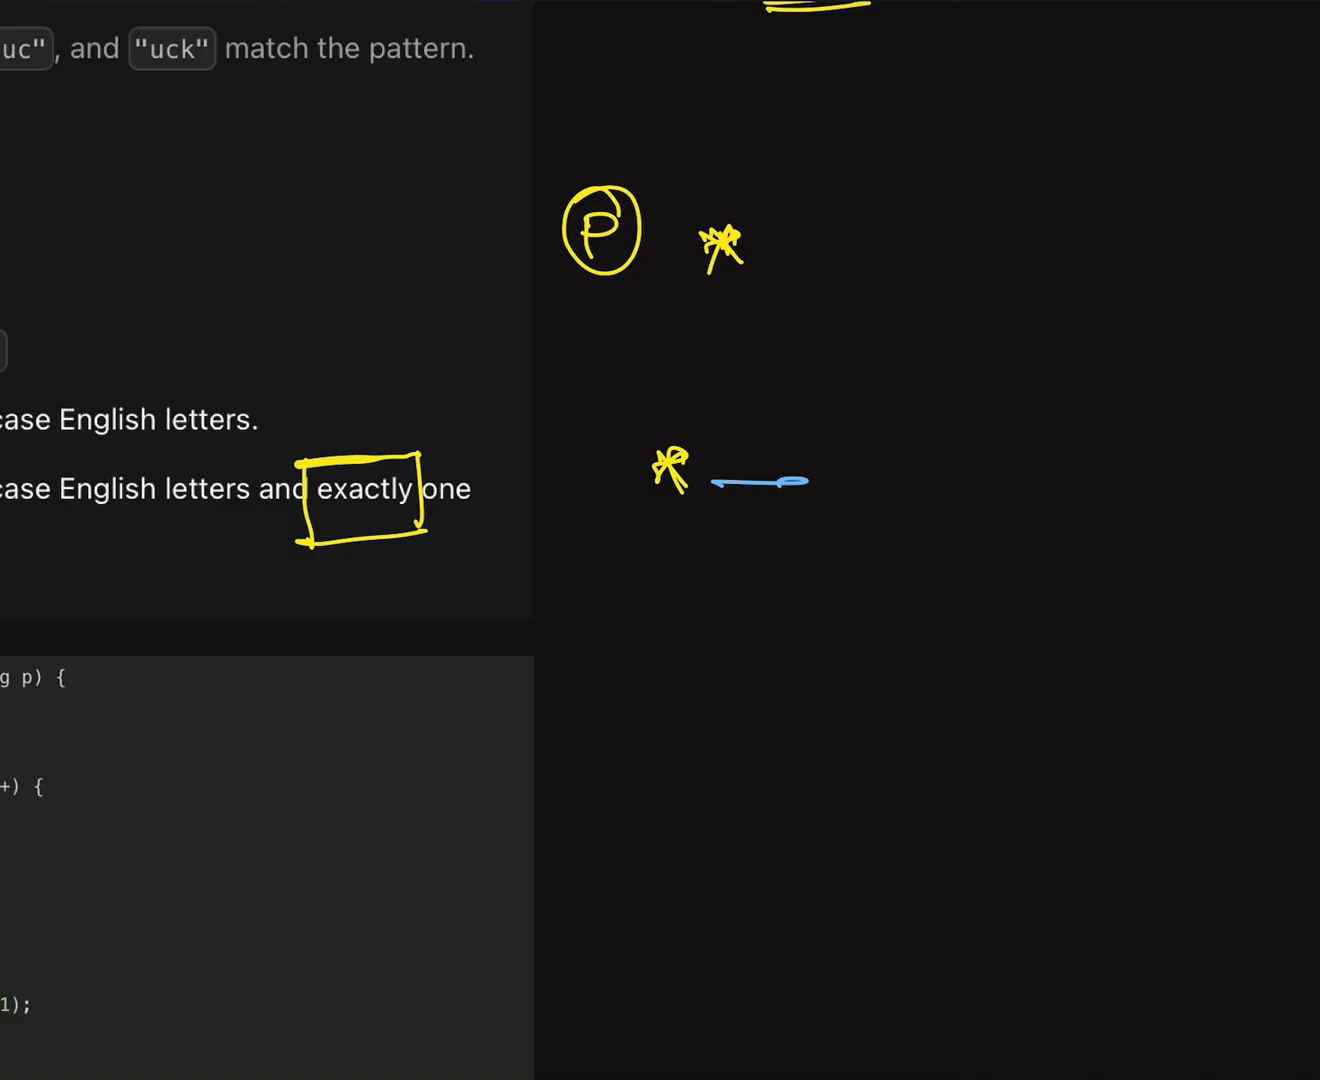 uc", and "uck" match the pattern.
P *
case English letters.
* 
case English letters and exactly one
g p) {
+) {
1);